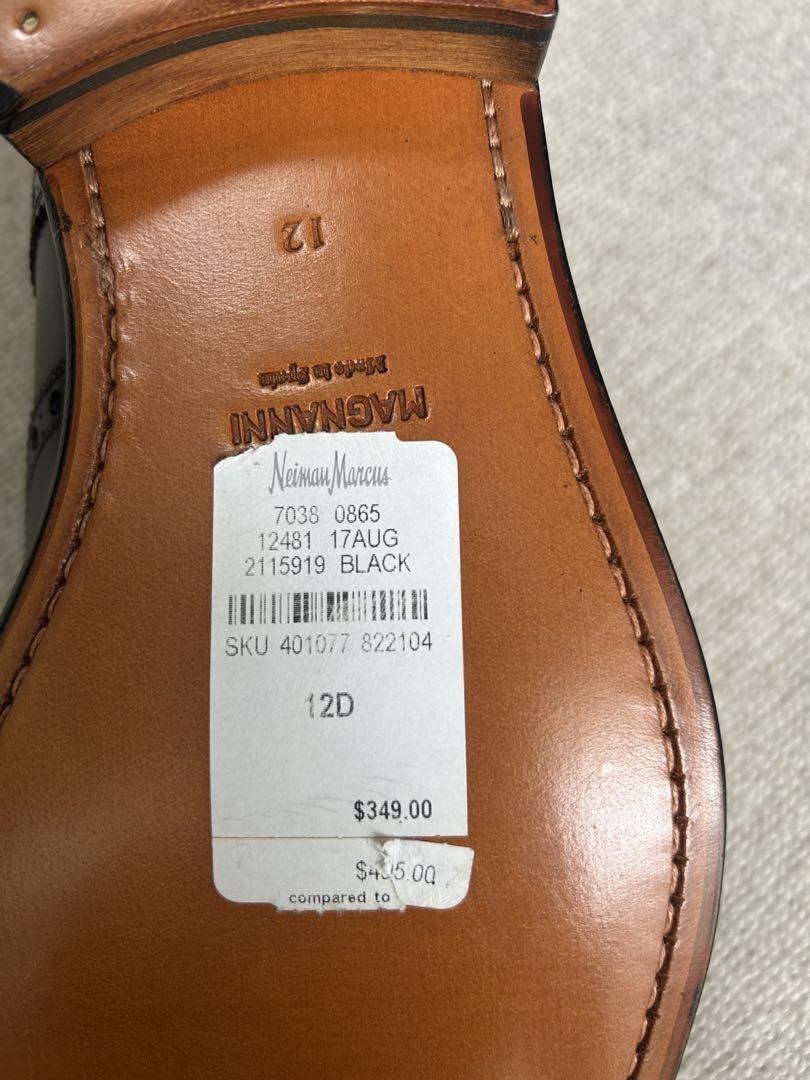 12
Made in Spain
MAGNANNI
Neiman Marcus
7038 0865
12481 17AUG
2115919 BLACK
SKU 401077 822104
12D
$349.00
compared to